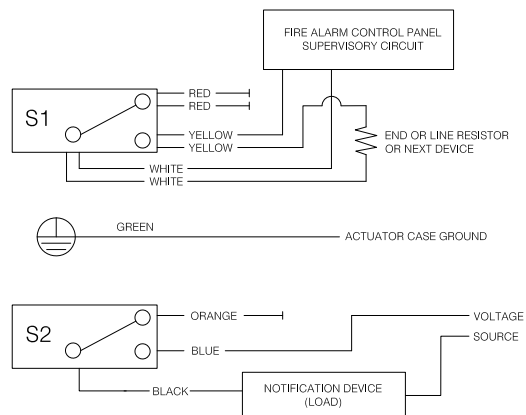 FIRE ALARM CONTROL PANEL
SUPERVISORY CIRCUIT
S1
RED
RED
YELLOW
YELLOW
END OR LINE RESISTOR
OR NEXT DEVICE
WHITE
WHITE
GREEN
ACTUATOR CASE GROUND
S2
ORANGE
VOLTAGE
SOURCE
BLUE
BLACK
NOTIFICATION DEVICE
(LOAD)